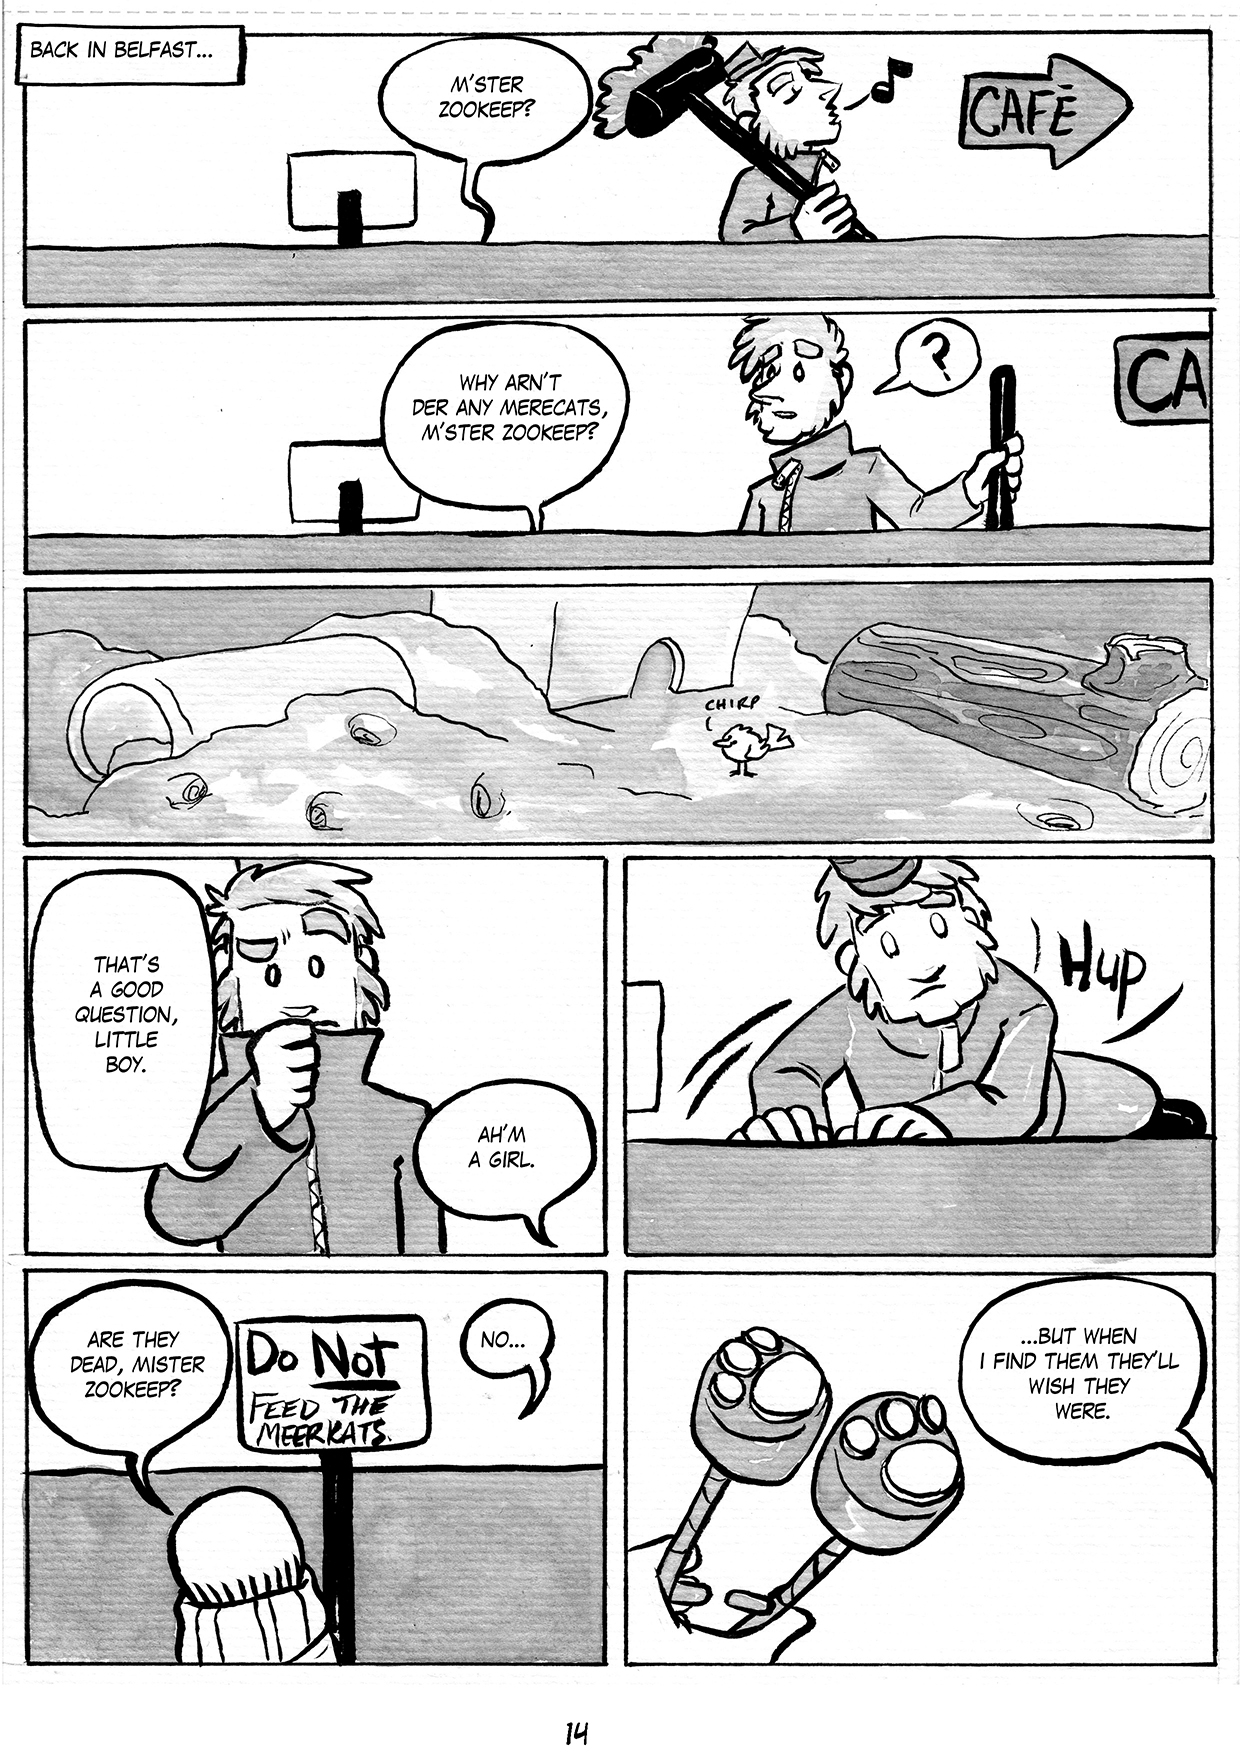 BACK IN BELFAST...
M'STER
ZOOKEEP?
CAFÉ
WHY ARN'T
DER ANY MERECATS,
M'STER ZOOKEEP?
?
CA
CHIRP
THAT'S
A GOOD
QUESTION,
LITTLE
BOY.
AH'M
A GIRL.
HUP
ARE THEY
DEAD, MISTER
ZOOKEEP?
DO NOT
FEED THE
MEERKATS.
NO...
...BUT WHEN
I FIND THEM THEY'LL
WISH THEY
WERE.
14